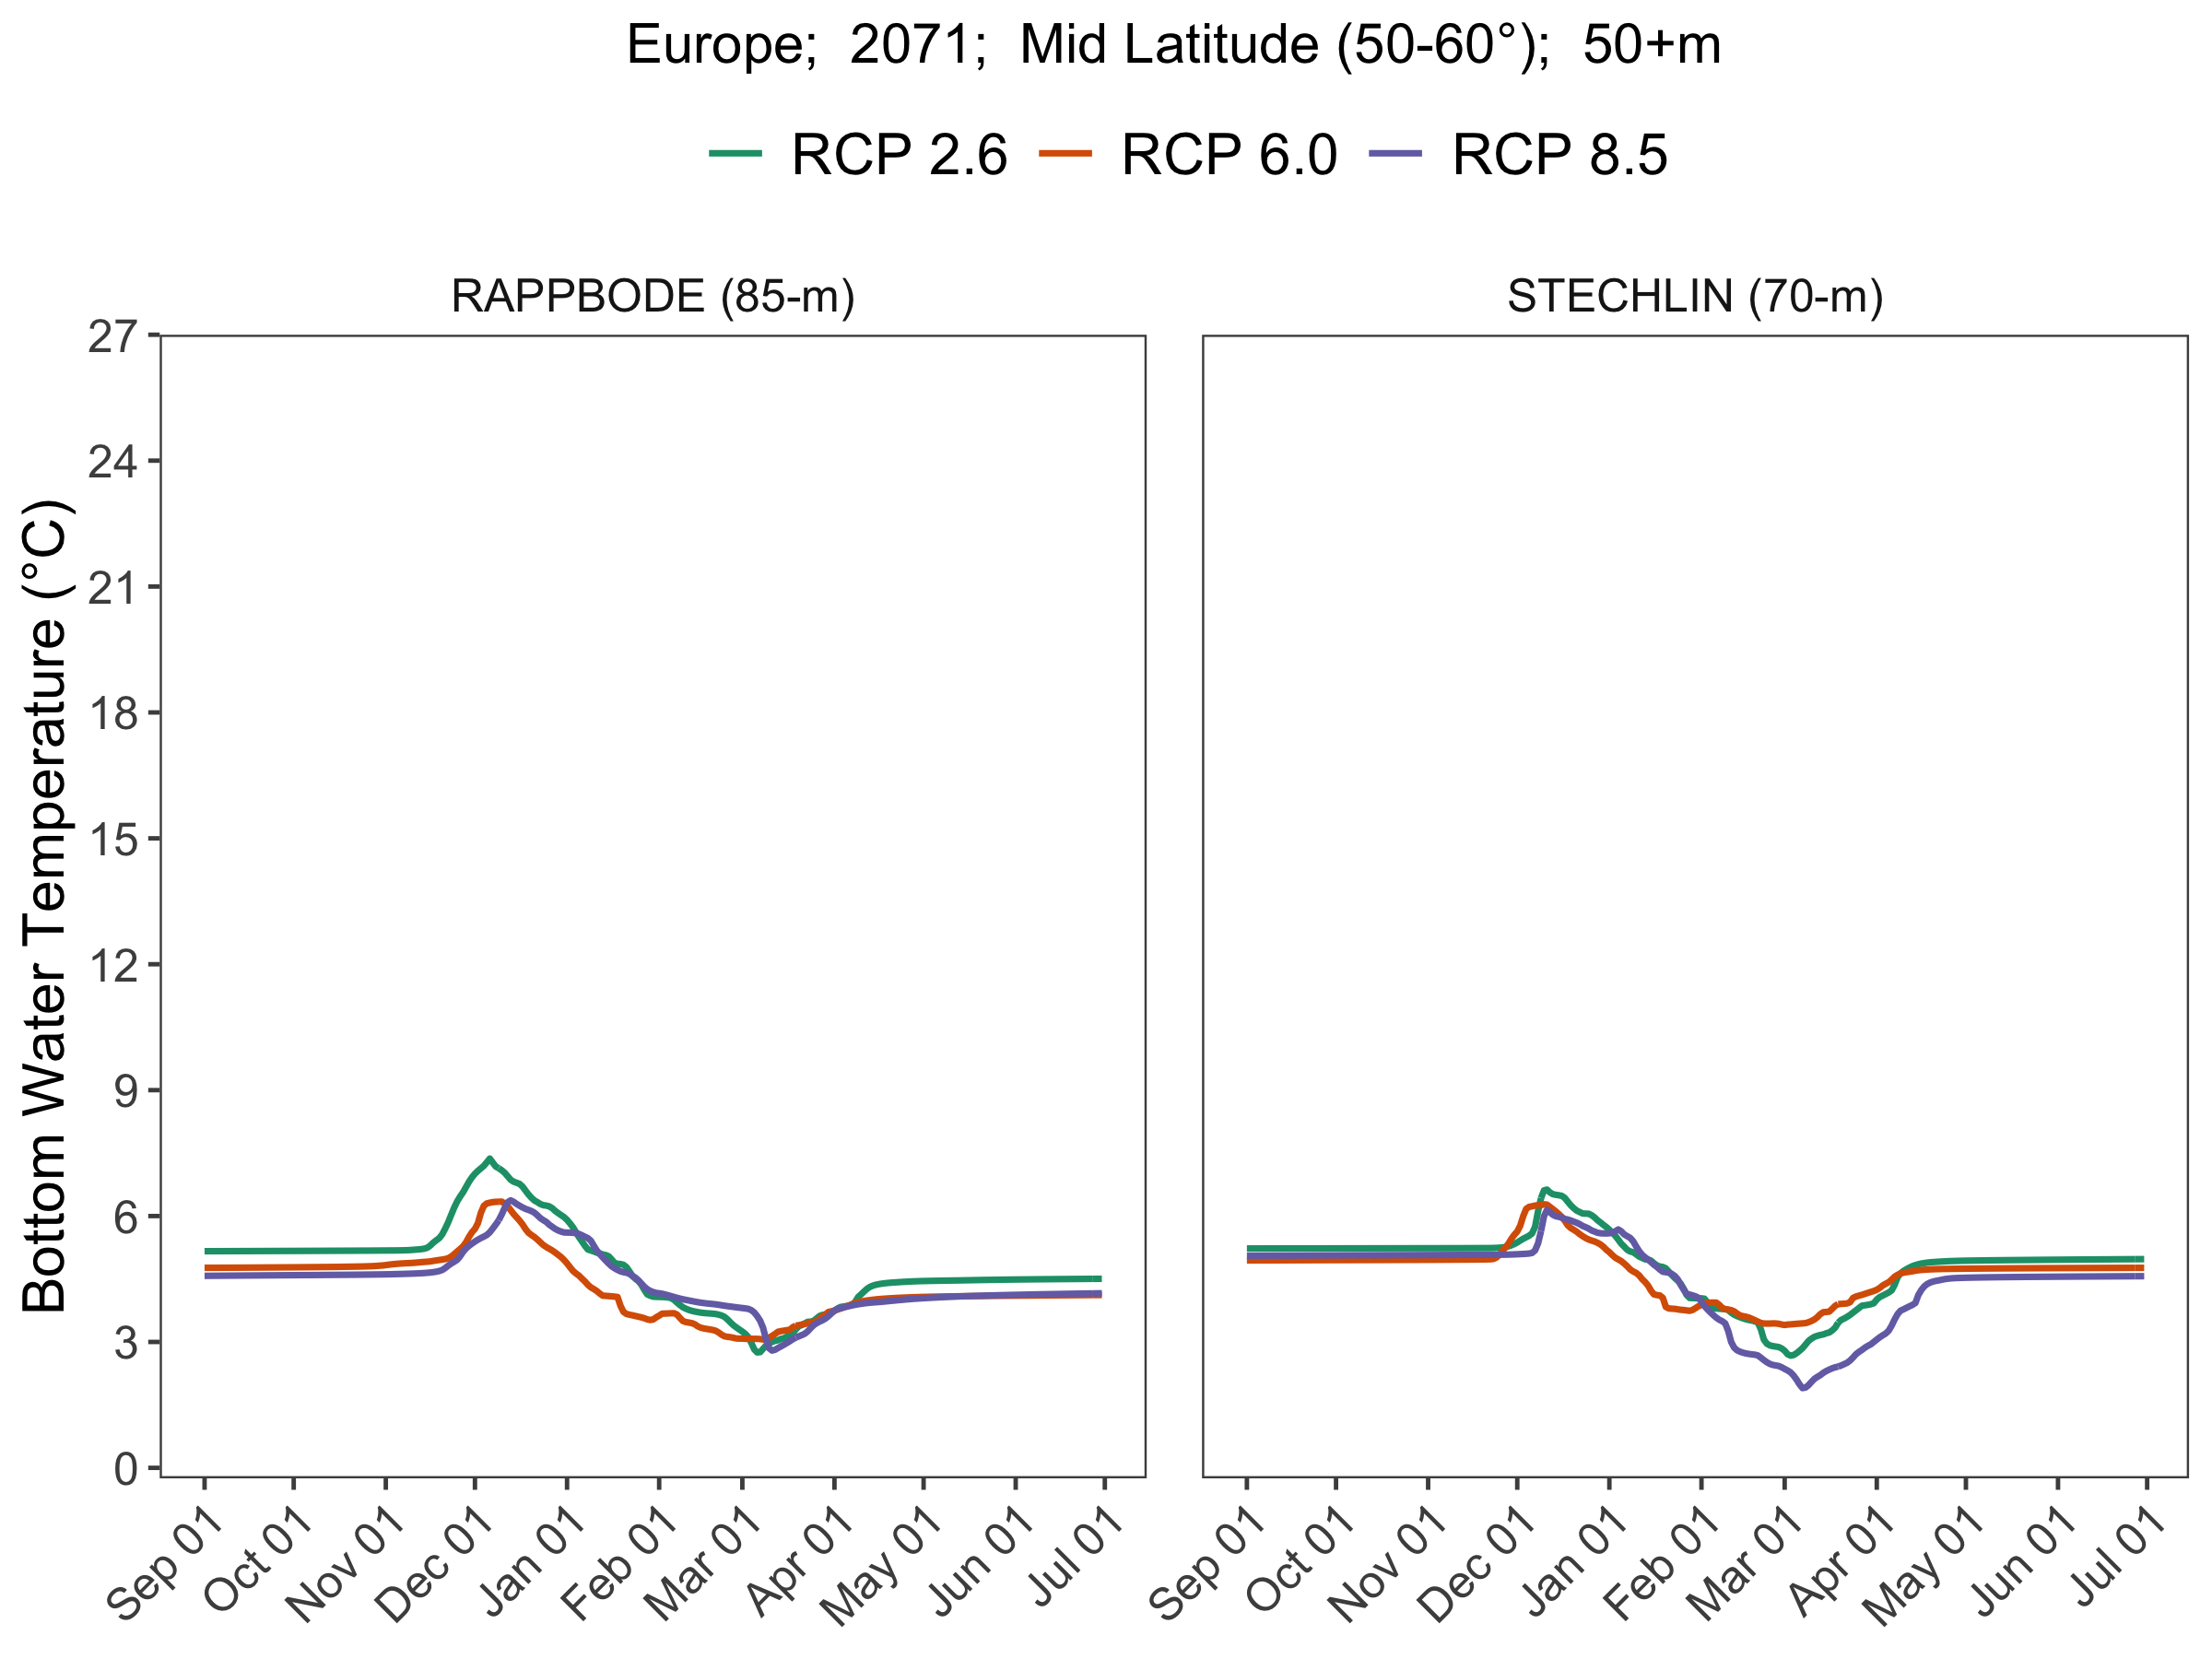 Europe;  2071;  Mid Latitude (50-60°);  50+m
RCP 2.6 RCP 6.0 RCP 8.5
RAPPBODE (85-m) STECHLIN (70-m)
Bottom Water Temperature (°C)
27
24
21
18
15
12
9
6
3
0
Sep 01 Oct 01 Nov 01 Dec 01 Jan 01 Feb 01 Mar 01 Apr 01 May 01 Jun 01 Jul 01 Sep 01 Oct 01 Nov 01 Dec 01 Jan 01 Feb 01 Mar 01 Apr 01 May 01 Jun 01 Jul 01